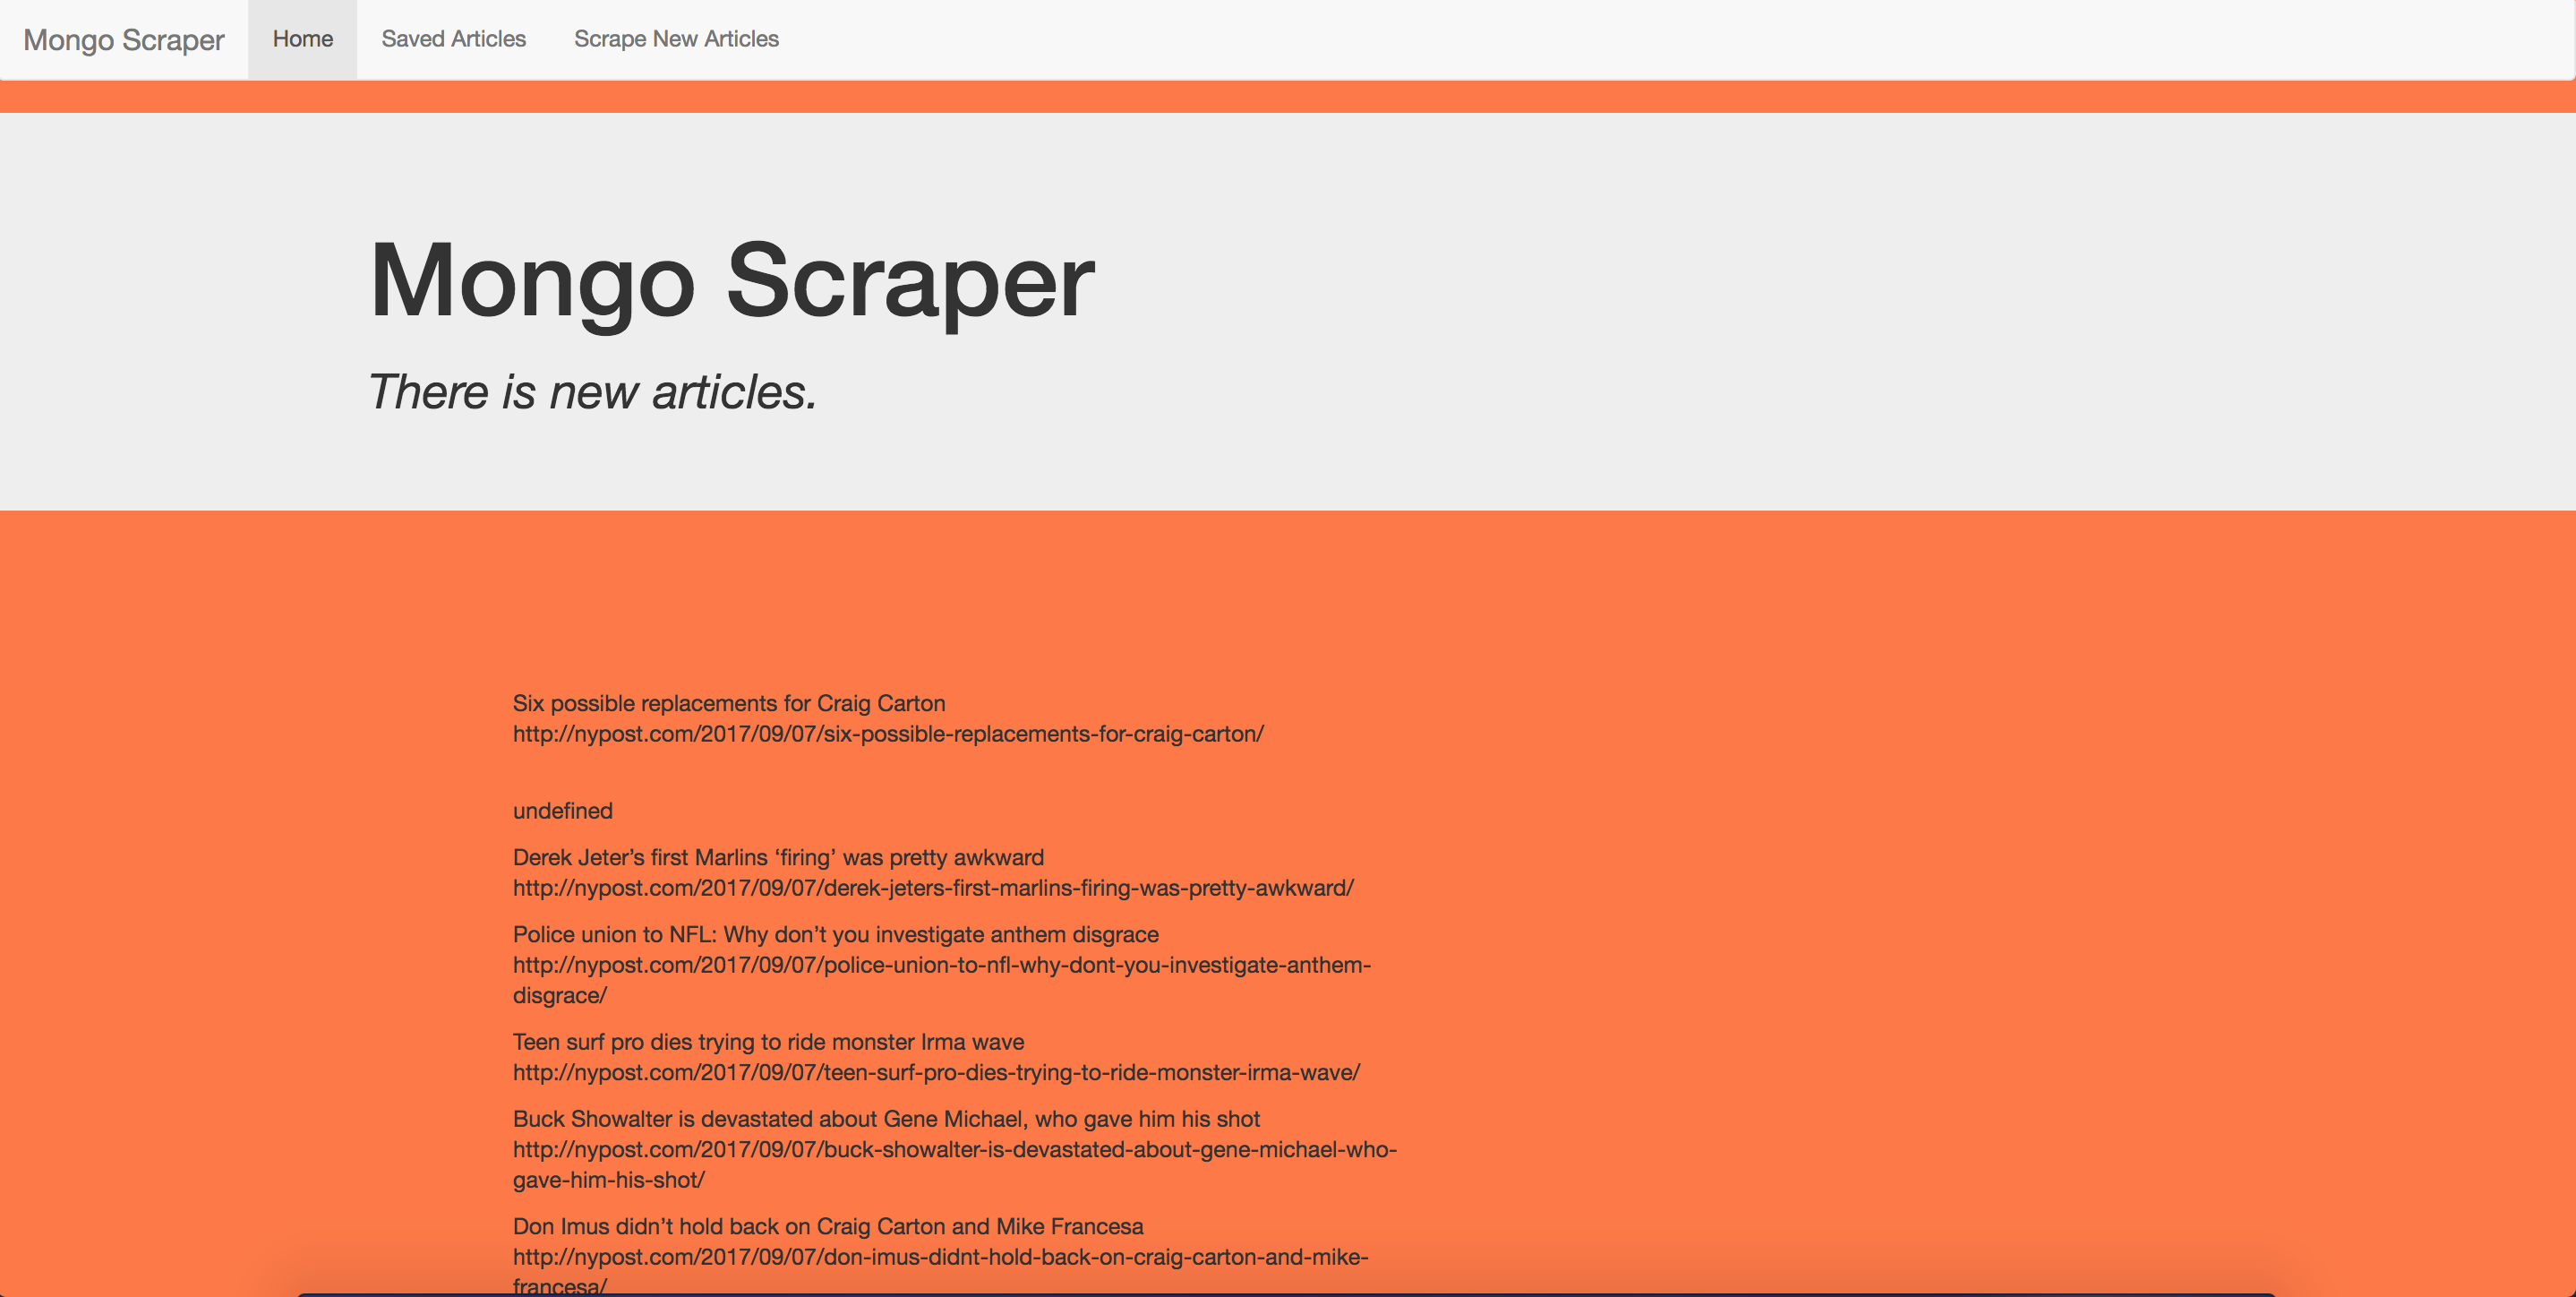 Mongo Scraper Home Saved Articles Scrape New Articles
Mongo Scraper
There is new articles.
Six possible replacements for Craig Carton
http://nypost.com/2017/09/07/six-possible-replacements-for-craig-carton/
undefined
Derek Jeter’s first Marlins ‘firing’ was pretty awkward
http://nypost.com/2017/09/07/derek-jeters-first-marlins-firing-was-pretty-awkward/
Police union to NFL: Why don’t you investigate anthem disgrace
http://nypost.com/2017/09/07/police-union-to-nfl-why-dont-you-investigate-anthem-
disgrace/
Teen surf pro dies trying to ride monster Irma wave
http://nypost.com/2017/09/07/teen-surf-pro-dies-trying-to-ride-monster-irma-wave/
Buck Showalter is devastated about Gene Michael, who gave him his shot
http://nypost.com/2017/09/07/buck-showalter-is-devastated-about-gene-michael-who-
gave-him-his-shot/
Don Imus didn’t hold back on Craig Carton and Mike Francesa
http://nypost.com/2017/09/07/don-imus-didnt-hold-back-on-craig-carton-and-mike-
francesa/